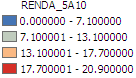 RENDA_5A10
0.000000 - 7.100000
7.100001 - 13.100000
13.100001 - 17.700000
17.700001 - 20.900000